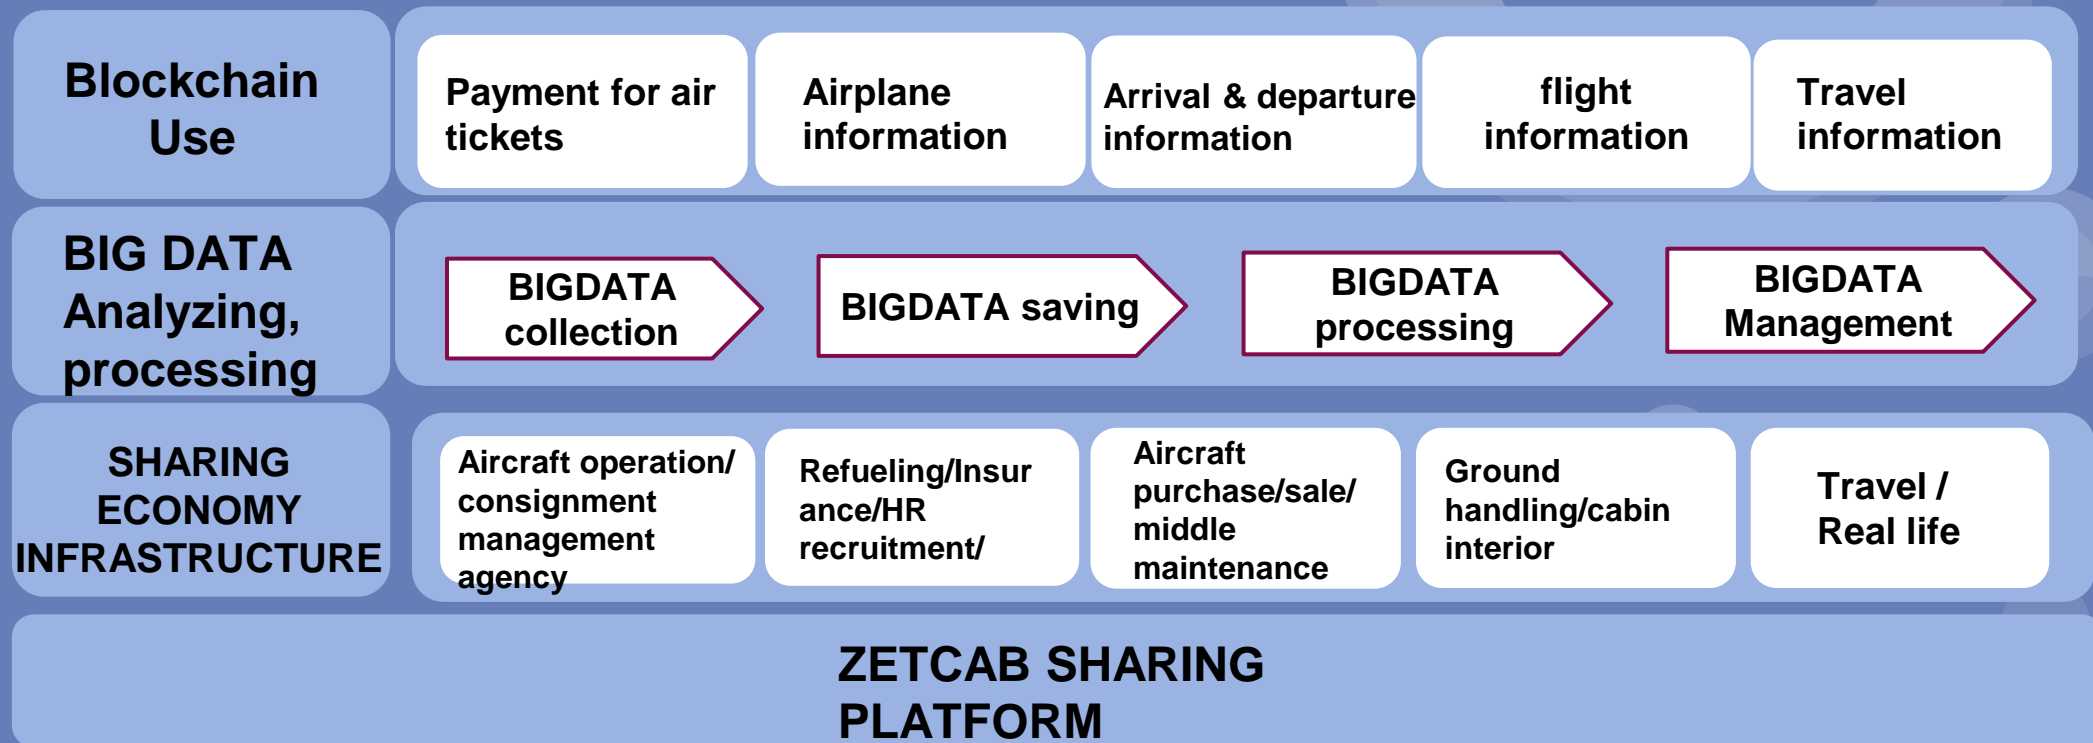 Blockchain
Use
Payment for air
tickets
Airplane
information
Arrival & departure
information
flight
information
Travel
information
BIG DATA
Analyzing,
processing
BIGDATA
collection
BIGDATA saving
BIGDATA
processing
BIGDATA
Management
SHARING
ECONOMY
INFRASTRUCTURE
Aircraft operation/
consignment
management
agency
Refueling/Insur
ance/HR
recruitment/
Aircraft
purchase/sale/
middle
maintenance
Ground
handling/cabin
interior
Travel /
Real life
ZETCAB SHARING
PLATFORM